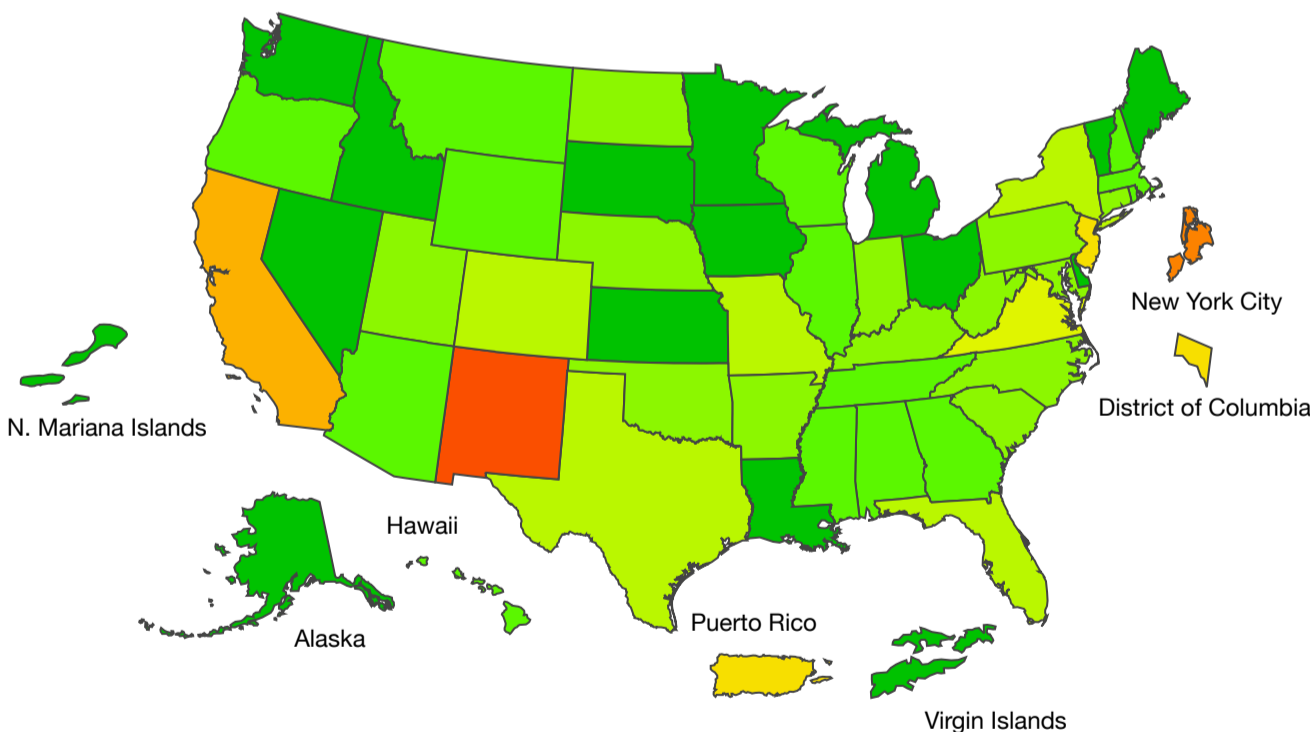 New York City
District of Columbia
N. Mariana Islands
Hawaii
Alaska
Puerto Rico
Virgin Islands